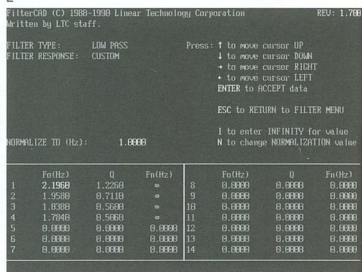 FilterCAD (C) 1988-1990 Linear Technology Corporation REV: 1.700
Written by LTC staff.
FILTER TYPE: LOW PASS Press: ↑ to move cursor UP
FILTER RESPONSE: CUSTOM ↓ to move cursor DOWN
→ to move cursor RIGHT
← to move cursor LEFT
ENTER to ACCEPT data
ESC to RETURN to FILTER MENU
I to enter INFINITY for value
NORMALIZE TO (Hz): 1.0000 N to change NORMALIZATION value
Fo(Hz) Q Fn(Hz) Fo(Hz) Q Fn(Hz)
1 2.1960 1.2260 ∞ 8 0.0000 0.0000 0.0000
2 1.9580 0.7110 ∞ 9 0.0000 0.0000 0.0000
3 1.8380 0.5600 ∞ 10 0.0000 0.0000 0.0000
4 1.7840 0.5060 ∞ 11 0.0000 0.0000 0.0000
5 0.0000 0.0000 0.0000 12 0.0000 0.0000 0.0000
6 0.0000 0.0000 0.0000 13 0.0000 0.0000 0.0000
7 0.0000 0.0000 0.0000 14 0.0000 0.0000 0.0000